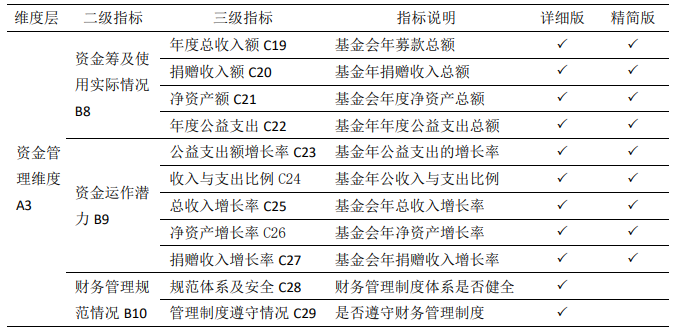 维度层 二级指标 三级指标 指标说明 详细版 精简版
资金管理维度 A3
资金筹及使用实际情况 B8
年度总收入额 C19 基金会年募款总额 ✓ ✓
捐赠收入额 C20 基金年捐赠收入总额 ✓ ✓
净资产额 C21 基金会年度净资产总额 ✓ ✓
年度公益支出 C22 基金年年度公益支出总额 ✓ ✓
资金运作潜力 B9
公益支出额增长率 C23 基金年公益支出的增长率 ✓ ✓
收入与支出比例 C24 基金年公收入与支出比例 ✓ ✓
总收入增长率 C25 基金会年总收入增长率 ✓ ✓
净资产增长率 C26 基金会年净资产增长率 ✓ ✓
捐赠收入增长率 C27 基金会年捐赠收入增长率 ✓ ✓
财务管理规范情况 B10
规范体系及安全 C28 财务管理制度体系是否健全 ✓
管理制度遵守情况 C29 是否遵守财务管理制度 ✓